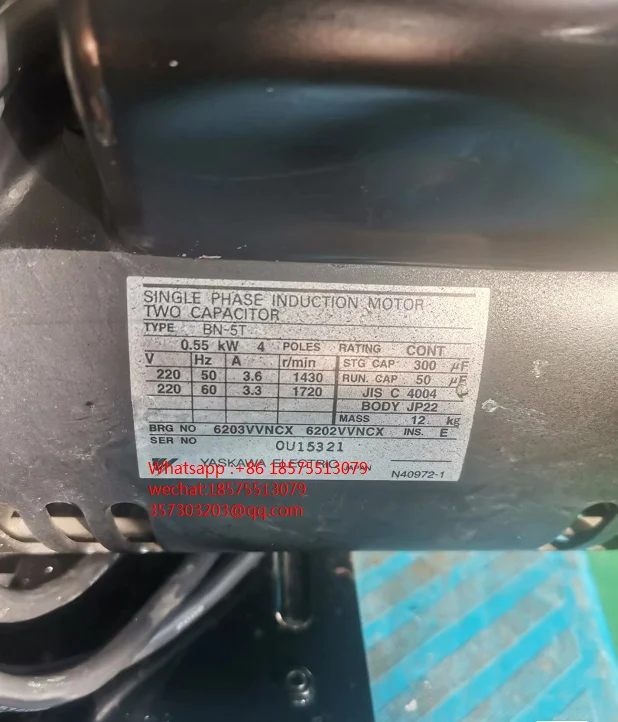 SINGLE PHASE INDUCTION MOTOR
TWO CAPACITOR
TYPE BN-5T
0.55 kW 4 POLES RATING CONT
V Hz A r/min STG CAP 300 μF
220 50 3.6 1430 RUN. CAP 50 μF
220 60 3.3 1720 JIS C 4004
BODY JP22
MASS 12 kg
BRG NO 6203VVNCX 6202VVNCX INS. E
SER NO OU15321
YASKAWA ELECTRIC N40972-1
Whatsapp :+86 18575513079
wechat:18575513079
357303203@qq.com